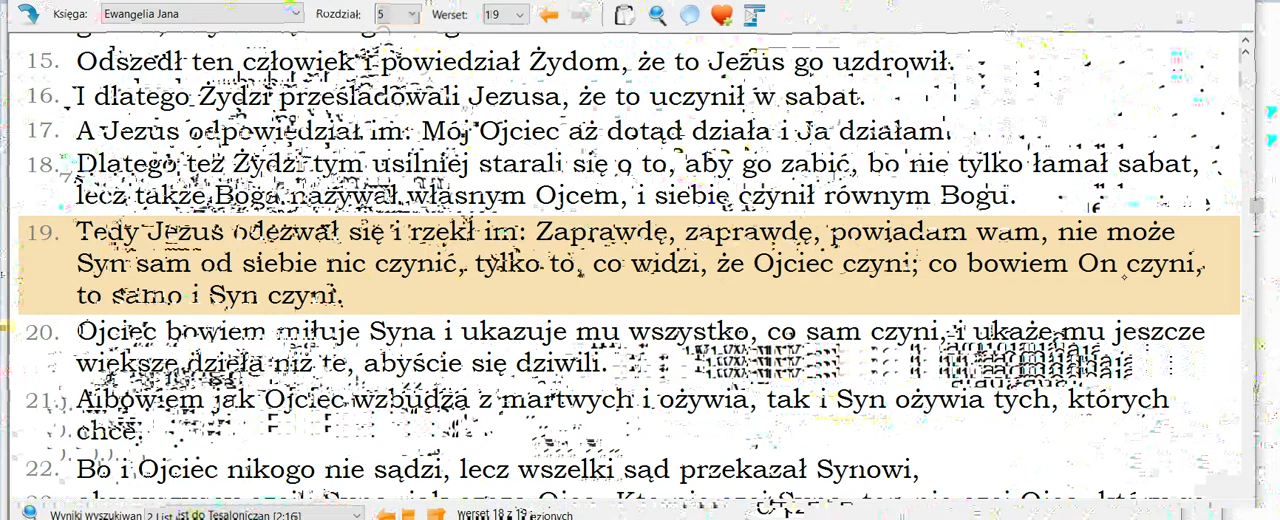 Księga: Ewangelia Jana Rozdział: 5 Werset: 19
15. Odszedł ten człowiek i powiedział Żydom, że to Jezus go uzdrowił.
16. I dlatego Żydzi prześladowali Jezusa, że to uczynił w sabat.
17. A Jezus odpowiedział im: Mój Ojciec aż dotąd działa i Ja działam.
18. Dlatego też Żydzi tym usilniej starali się o to, aby go zabić, bo nie tylko łamał sabat,
lecz także Boga nazywał własnym Ojcem, i siebie czynił równym Bogu.
19. Tedy Jezus odezwał się i rzekł im: Zaprawdę, zaprawdę, powiadam wam, nie może
Syn sam od siebie nic czynić, tylko to, co widzi, że Ojciec czyni; co bowiem On czyni,
to samo i Syn czyni.
20. Ojciec bowiem miłuje Syna i ukazuje mu wszystko, co sam czyni, i ukaże mu jeszcze
większe dzieła niż te, abyście się dziwili.
21. Albowiem jak Ojciec wzbudza z martwych i ożywia, tak i Syn ożywia tych, których
chce.
22. Bo i Ojciec nikogo nie sądzi, lecz wszelki sąd przekazał Synowi,
Wyniki wyszukiwan 2 List do Tesaloniczan [2:16] werset 18 z 19